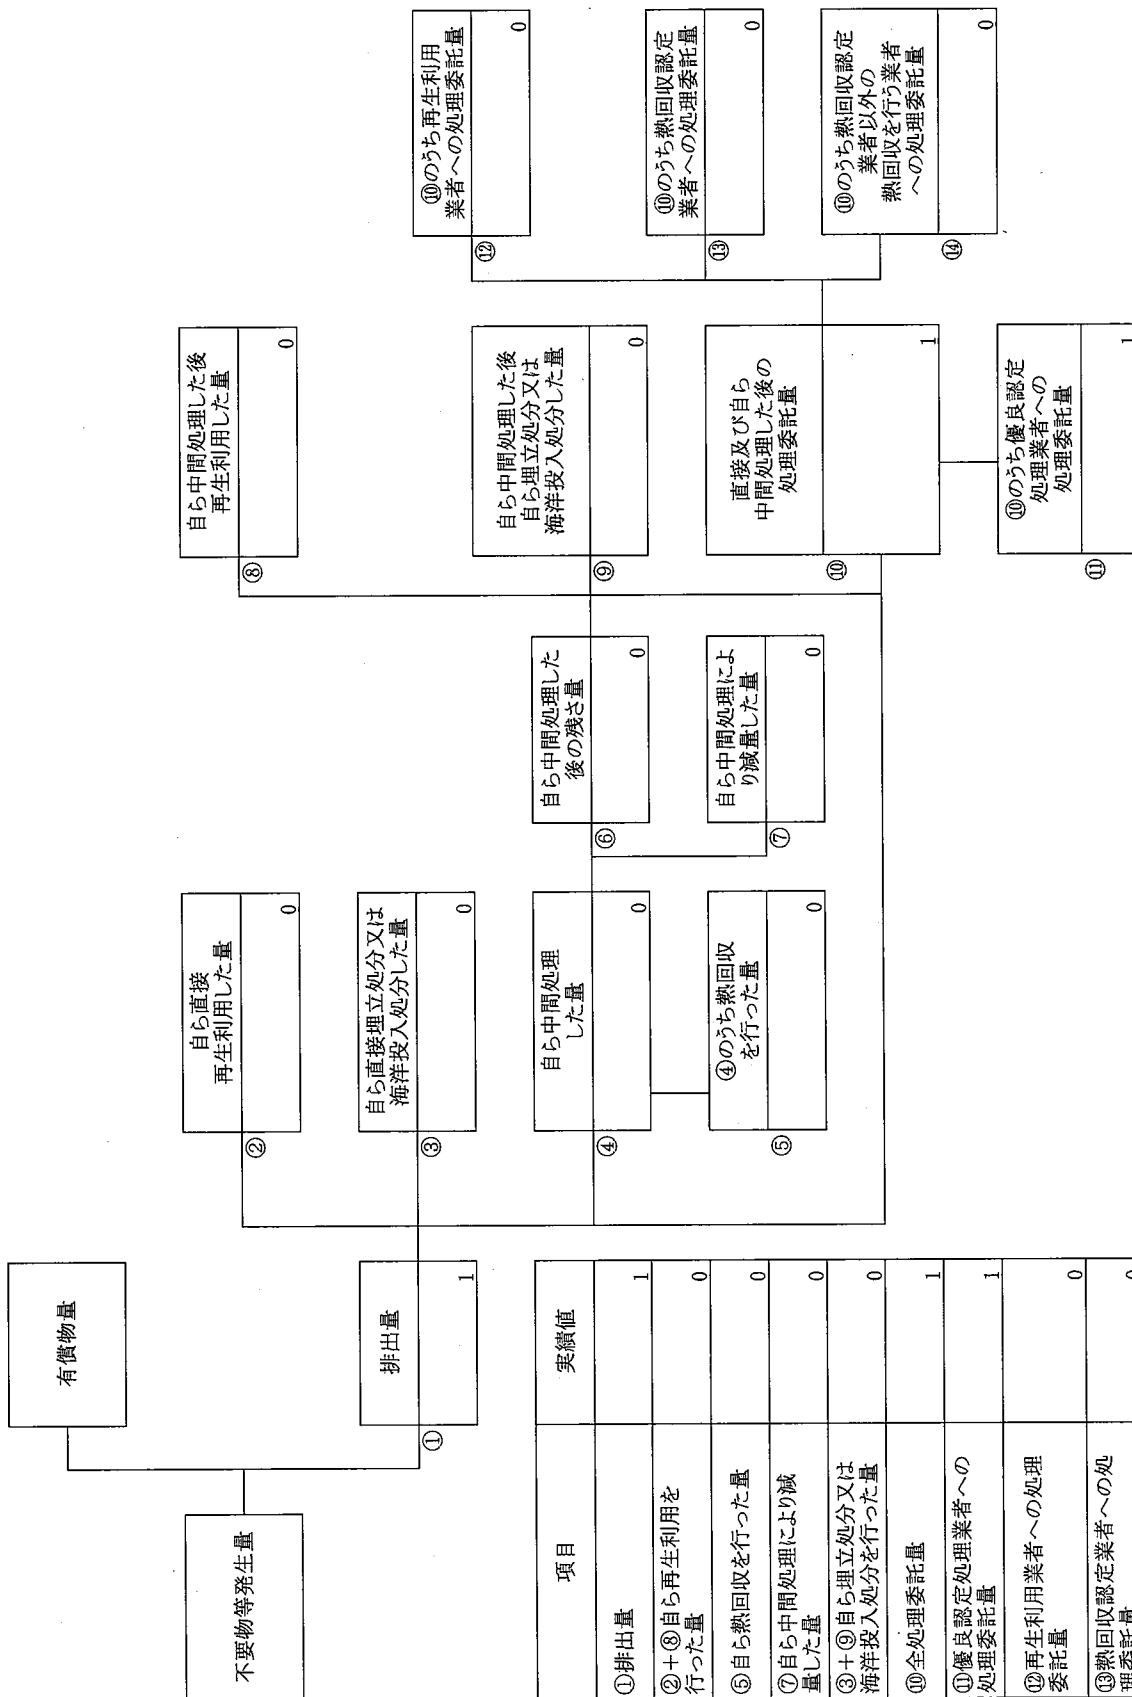 不要物等発生量
有償物量
排出量
①
1
自ら直接
再生利用した量
②
0
自ら直接埋立処分又は
海洋投入処分した量
③
0
自ら中間処理
した量
④
0
④のうち熱回収
を行った量
⑤
0
自ら中間処理した
後の残さ量
⑥
0
自ら中間処理によ
り減量した量
⑦
0
自ら中間処理した後
再生利用した量
⑧
0
自ら中間処理した後
自ら埋立処分又は
海洋投入処分した量
⑨
0
直接及び自ら
中間処理した後の
処理委託量
⑩
1
⑩のうち優良認定
処理業者への
処理委託量
⑪
1
⑩のうち再生利用
業者への処理委託量
⑫
0
⑩のうち熱回収認定
業者への処理委託量
⑬
0
⑩のうち熱回収認定
業者以外の
熱回収を行う業者
への処理委託量
⑭
0
項目 実績値
①排出量 1
②+⑧自ら再生利用を
行った量 0
⑤自ら熱回収を行った量 0
⑦自ら中間処理により減
量した量 0
③+⑨自ら埋立処分又は
海洋投入処分を行った量 0
⑩全処理委託量 1
⑪優良認定処理業者への
処理委託量 1
⑫再生利用業者への処理
委託量 0
⑬熱回収認定業者への処
理委託量 0